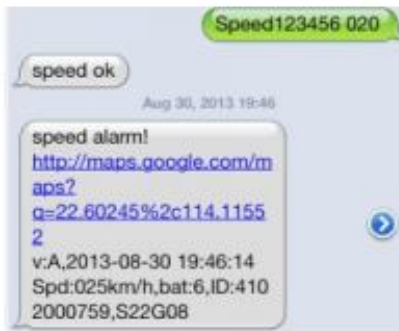 Speed123456 020
speed ok
Aug 30, 2013 19:46
speed alarm!
http://maps.google.com/m
aps?
q=22.60245%2c114.1155
2
v:A,2013-08-30 19:46:14
Spd:025km/h,bat:6,ID:410
2000759,S22G08